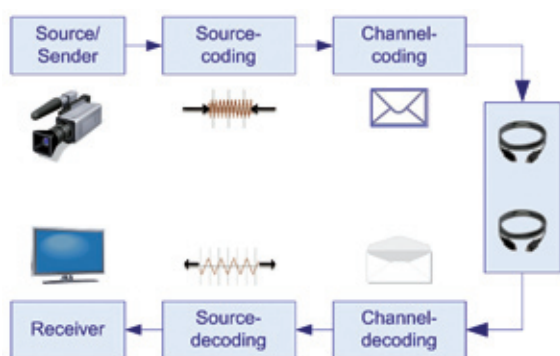 Source/
Sender
Source-
coding
Channel-
coding
Receiver
Source-
decoding
Channel-
decoding